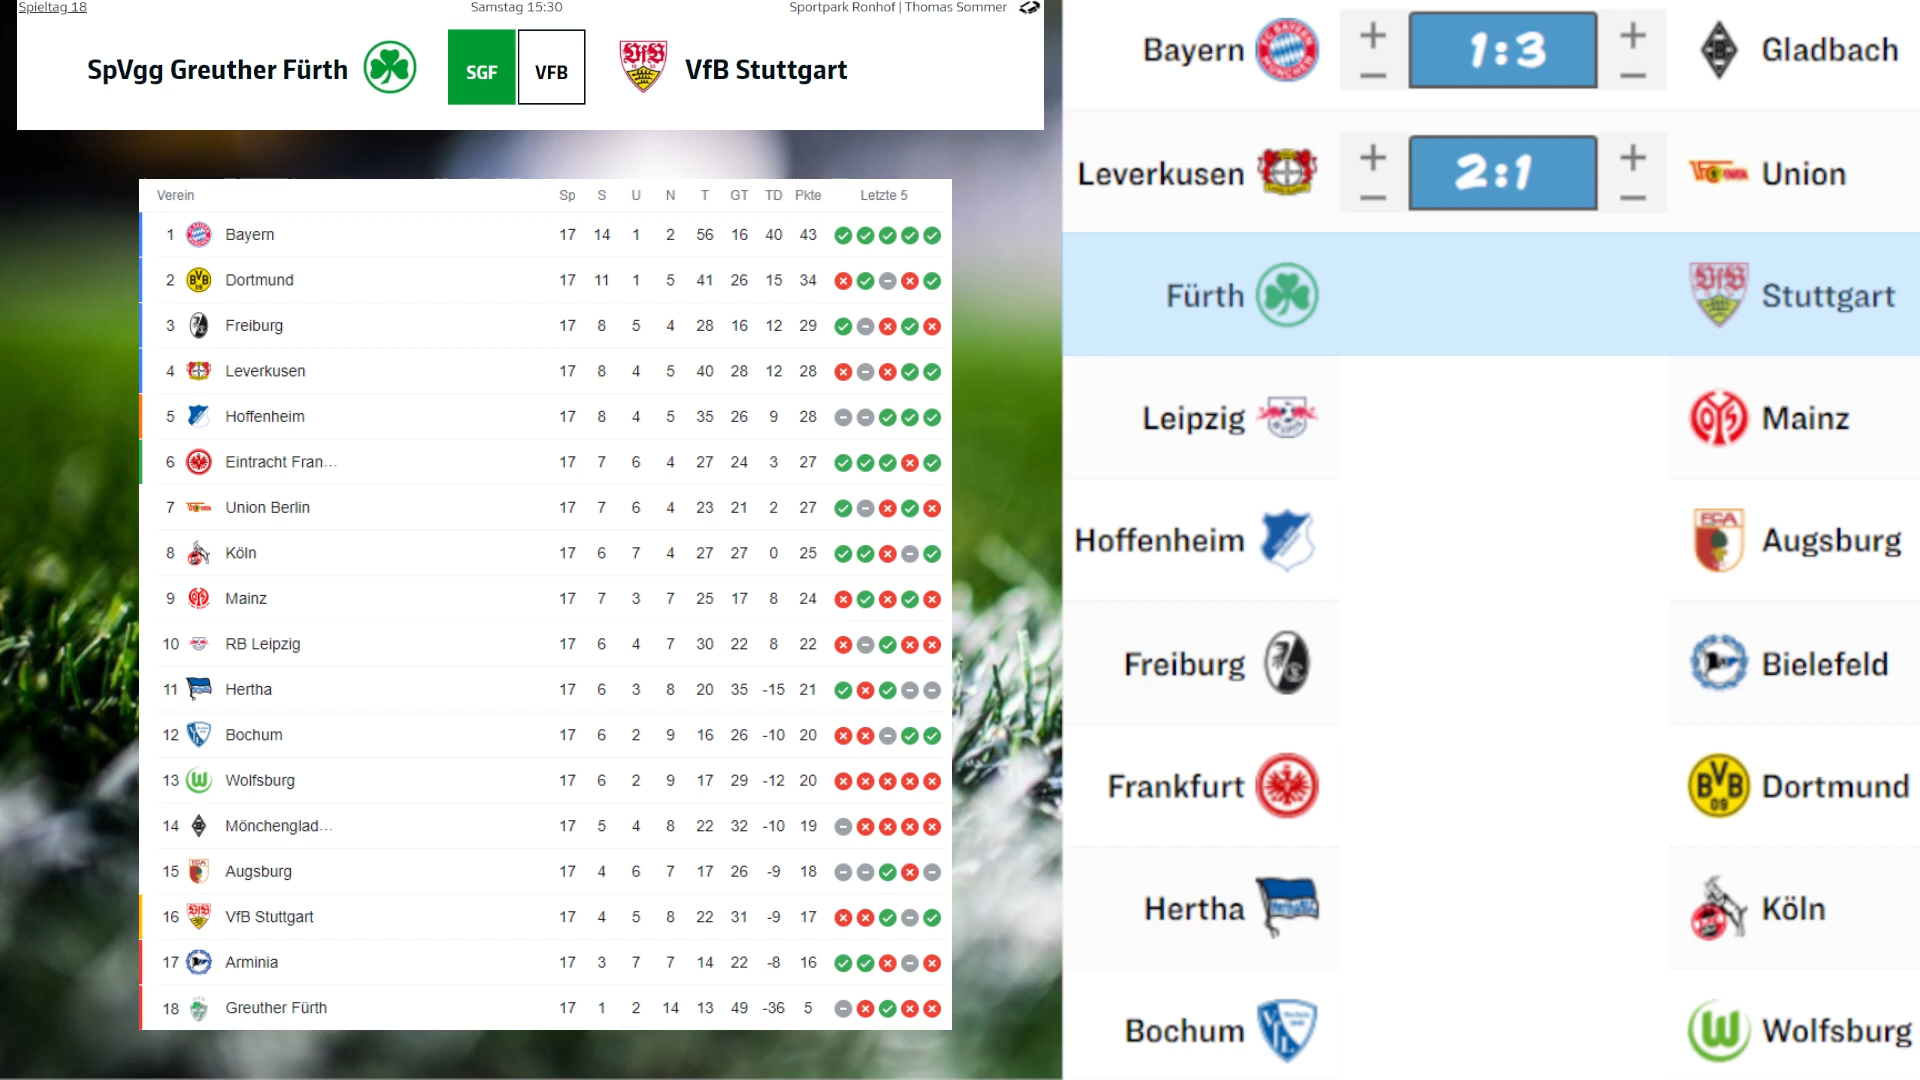 Spieltag 18
Samstag 15:30
Sportpark Ronhof | Thomas Sommer
SpVgg Greuther Fürth
SGF
VFB
VfB Stuttgart
Verein Sp S U N T GT TD Pkte Letzte 5
1 Bayern 17 14 1 2 56 16 40 43
2 Dortmund 17 11 1 5 41 26 15 34
3 Freiburg 17 8 5 4 28 16 12 29
4 Leverkusen 17 8 4 5 40 28 12 28
5 Hoffenheim 17 8 4 5 35 26 9 28
6 Eintracht Fran... 17 7 6 4 27 24 3 27
7 Union Berlin 17 7 6 4 23 21 2 27
8 Köln 17 6 7 4 27 27 0 25
9 Mainz 17 7 3 7 25 17 8 24
10 RB Leipzig 17 6 4 7 30 22 8 22
11 Hertha 17 6 3 8 20 35 -15 21
12 Bochum 17 6 2 9 16 26 -10 20
13 Wolfsburg 17 6 2 9 17 29 -12 20
14 Mönchenglad... 17 5 4 8 22 32 -10 19
15 Augsburg 17 4 6 7 17 26 -9 18
16 VfB Stuttgart 17 4 5 8 22 31 -9 17
17 Arminia 17 3 7 7 14 22 -8 16
18 Greuther Fürth 17 1 2 14 13 49 -36 5
Bayern + − 1:3 + − Gladbach
Leverkusen + − 2:1 + − Union
Fürth Stuttgart
Leipzig Mainz
Hoffenheim Augsburg
Freiburg Bielefeld
Frankfurt Dortmund
Hertha Köln
Bochum Wolfsburg